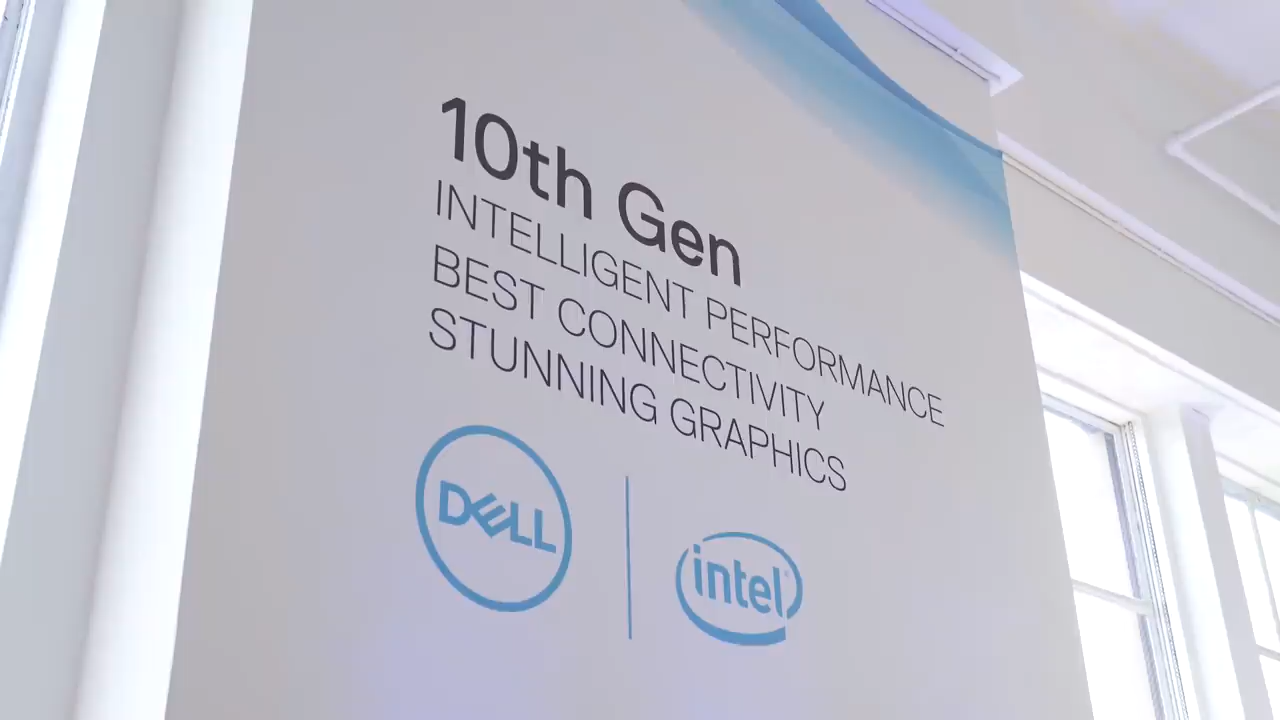 10th Gen
INTELLIGENT PERFORMANCE
BEST CONNECTIVITY
STUNNING GRAPHICS
DELL
intel